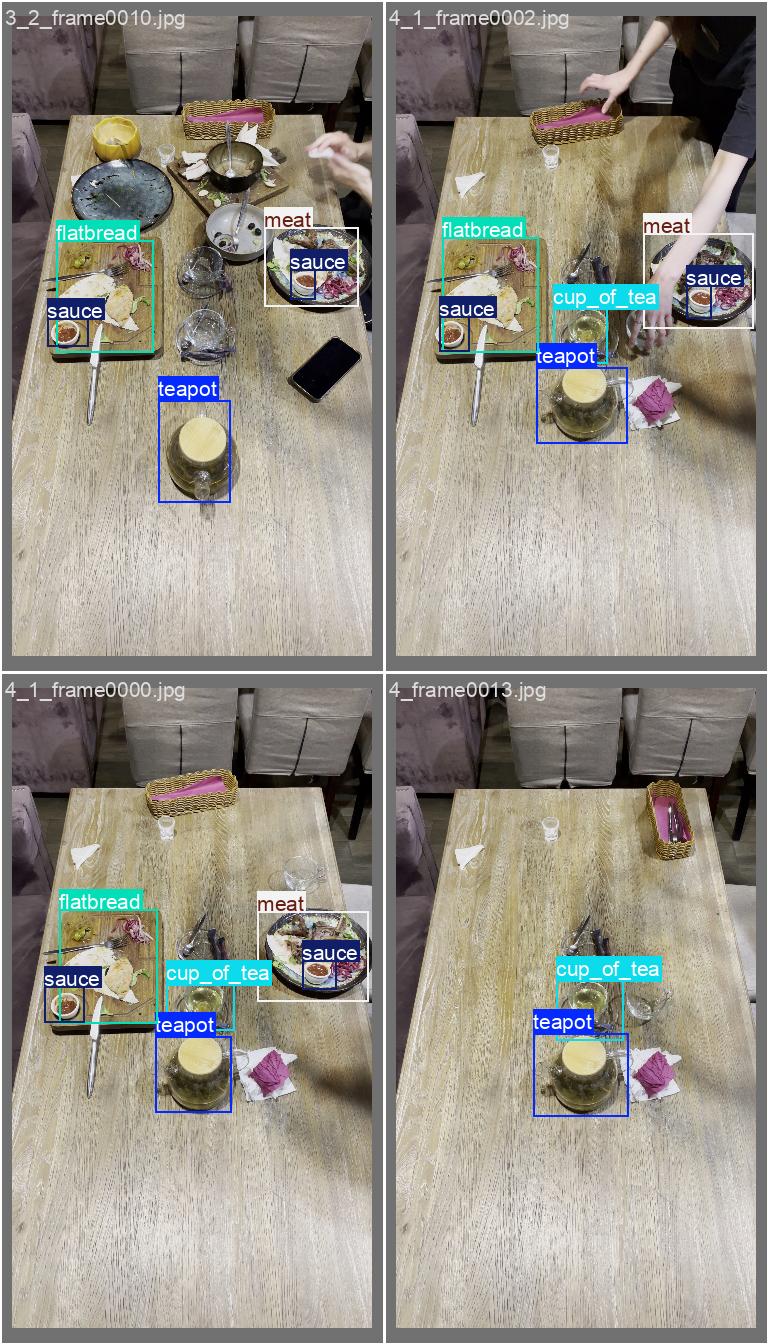 3_2_frame0010.jpg
meat
flatbread
sauce
sauce
teapot
4_1_frame0002.jpg
meat
flatbread
sauce
cup_of_tea
sauce
teapot
4_1_frame0000.jpg
flatbread
meat
sauce
cup_of_tea
sauce
teapot
4_frame0013.jpg
cup_of_tea
teapot